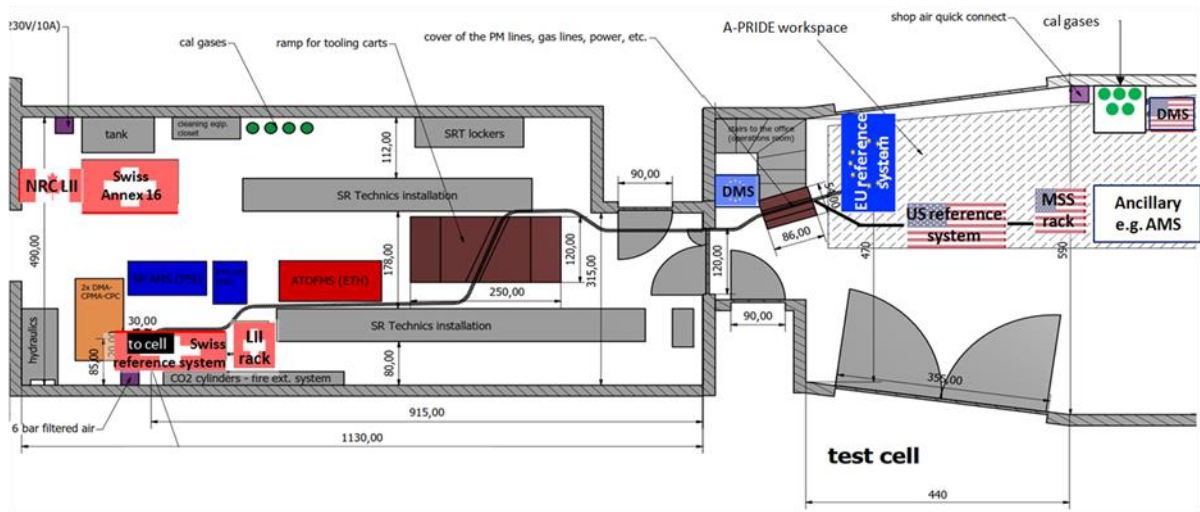 230V/10A)
cal gases
ramp for tooling carts
cover of the PM lines, gas lines, power, etc.
A-PRIDE workspace
shop air quick connect
cal gases
tank
cleaning eqip.
closet
SRT lockers
stairs to the office
(operations room)
DMS
NRC LII
Swiss
Annex 16
112,00
SR Technics installation
90,00
DMS
EU reference
system
US reference
system
MSS
rack
Ancillary
e.g. AMS
86,00
490,00
178,00
120,00
315,00
120,00
470
590
2x DMA-
CPMA-CPC
ATOFMS (ETH)
250,00
90,00
hydraulics
30,00
to cell
Swiss
reference system
LII
rack
SR Technics installation
85,00
80,00
CO2 cylinders - fire ext. system
355,00
6 bar filtered air
915,00
1130,00
test cell
440